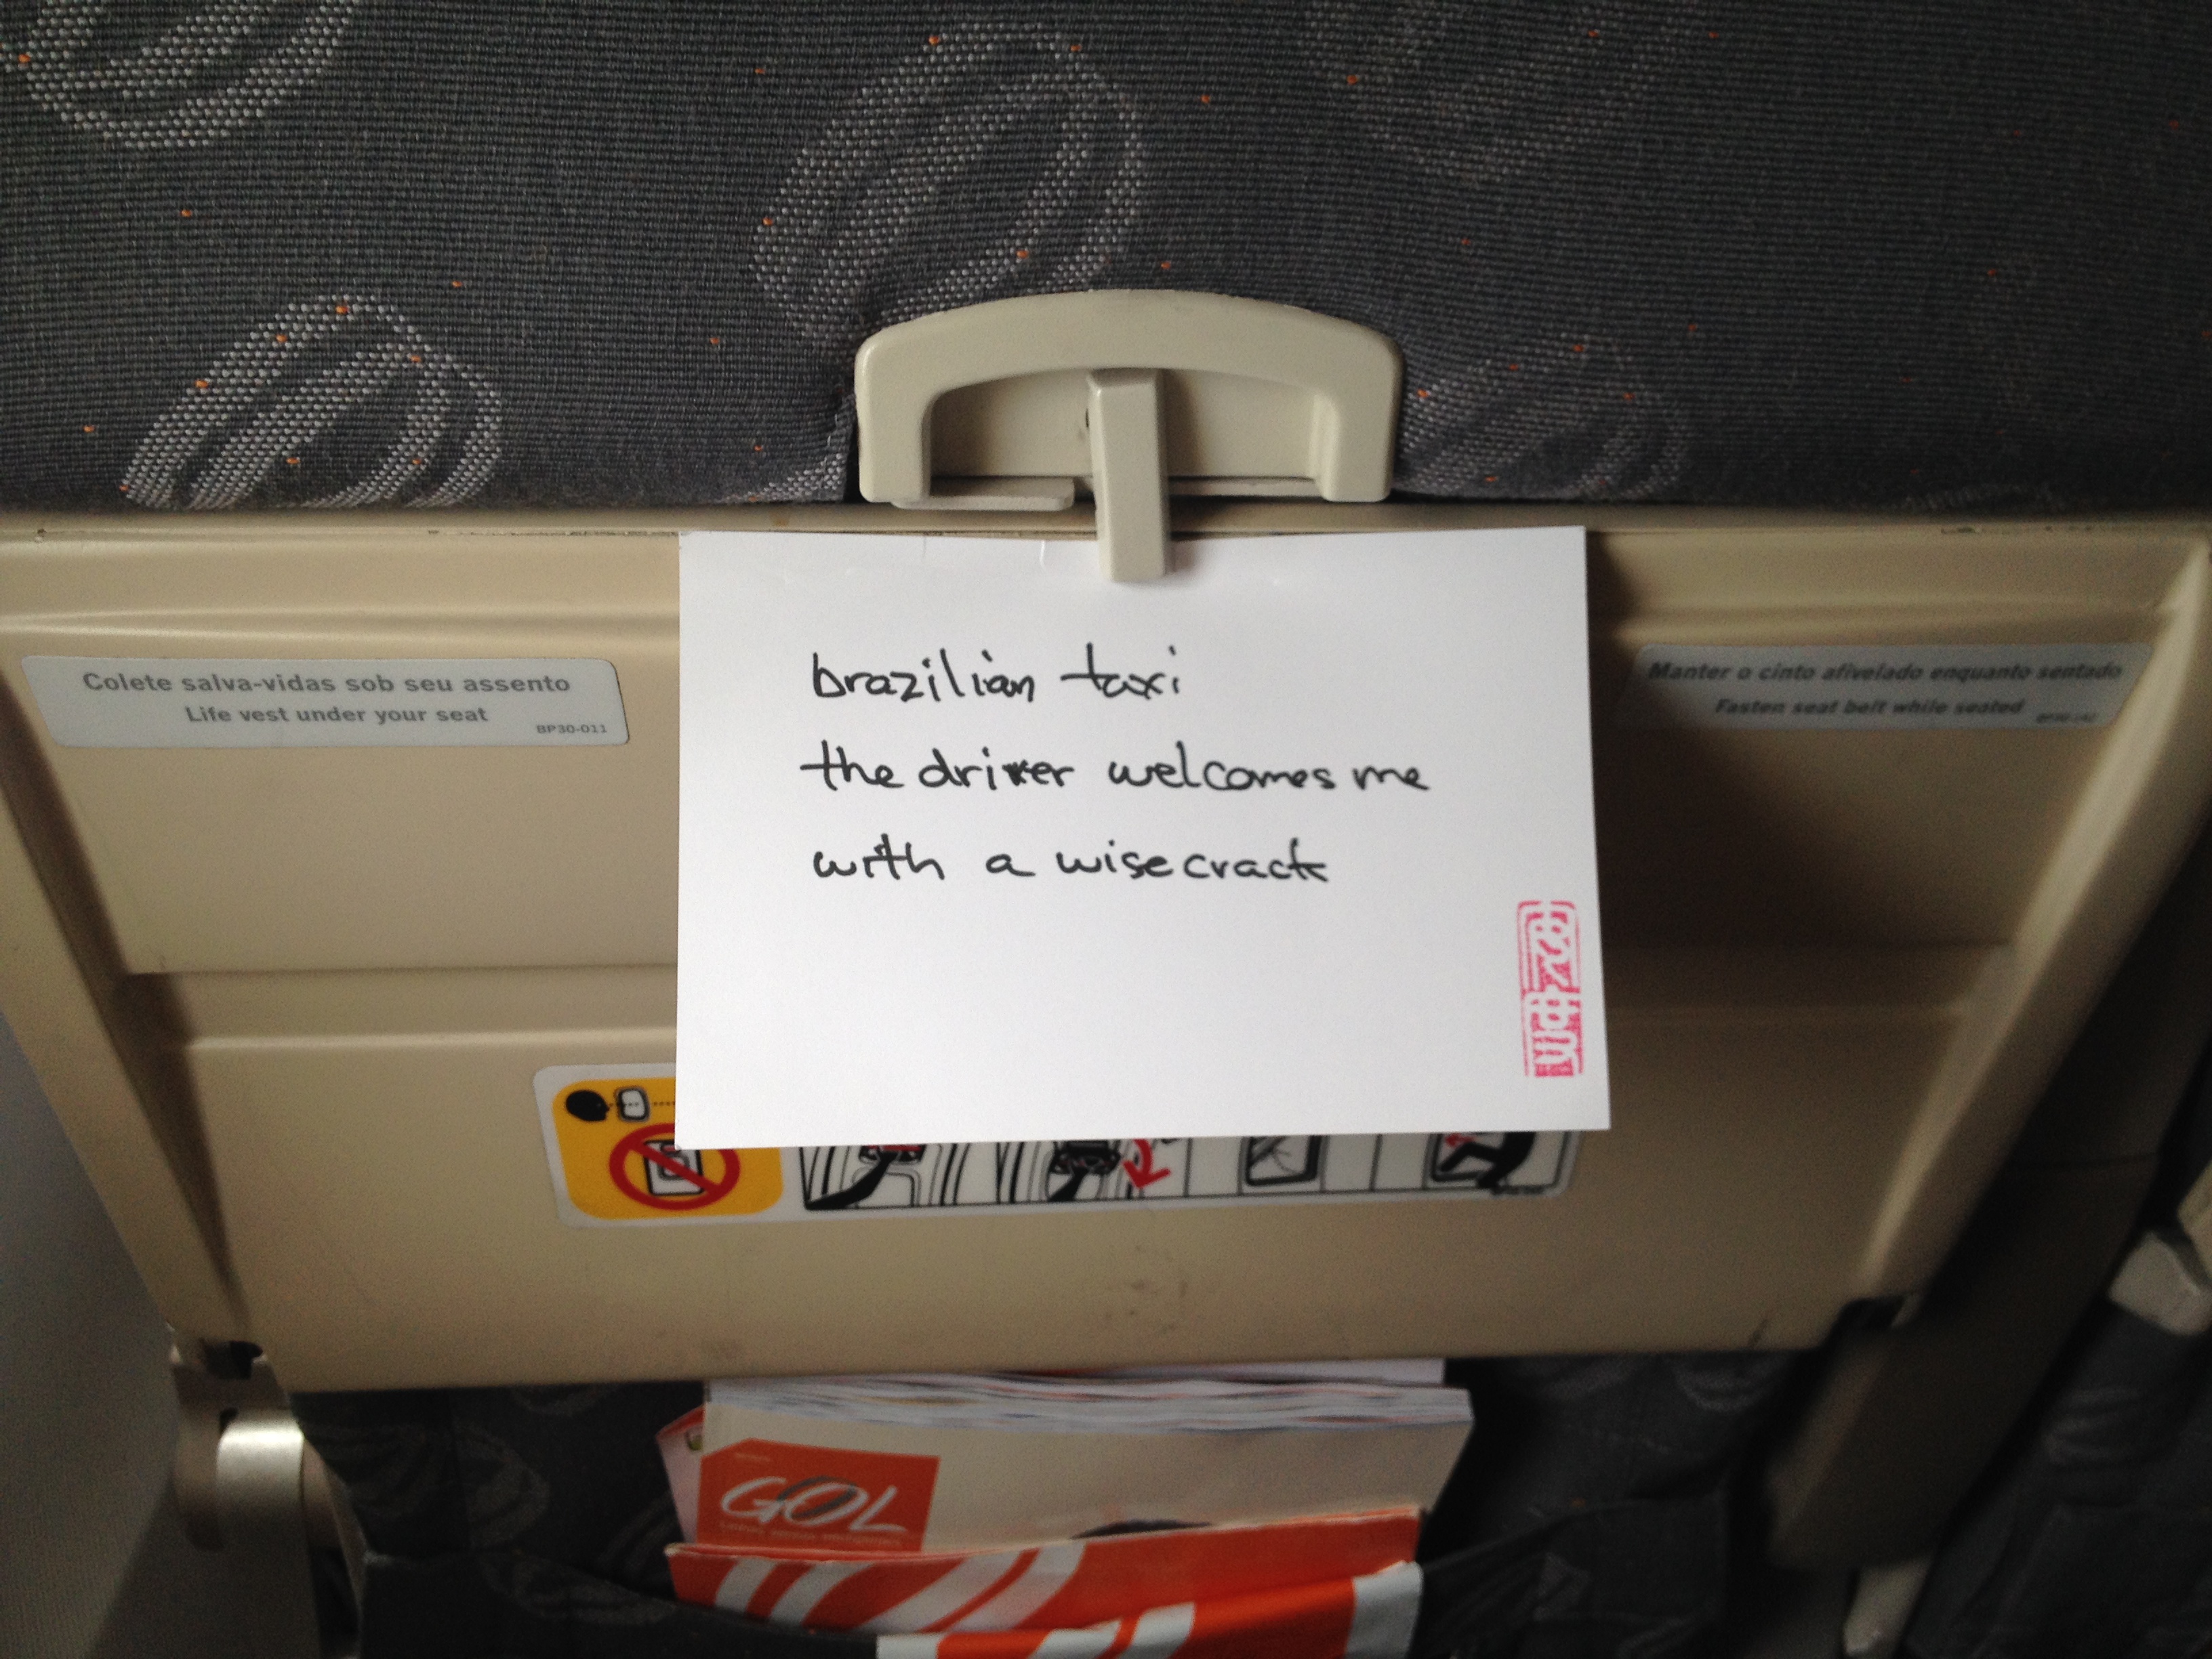 Colete salva-vidas sob seu assento
Life vest under your seat
BP30-011
brazilian taxi
the driver welcomes me
with a wisecrack
Manter o cinto afivelado enquanto sentado
Fasten seat belt while seated
GOL